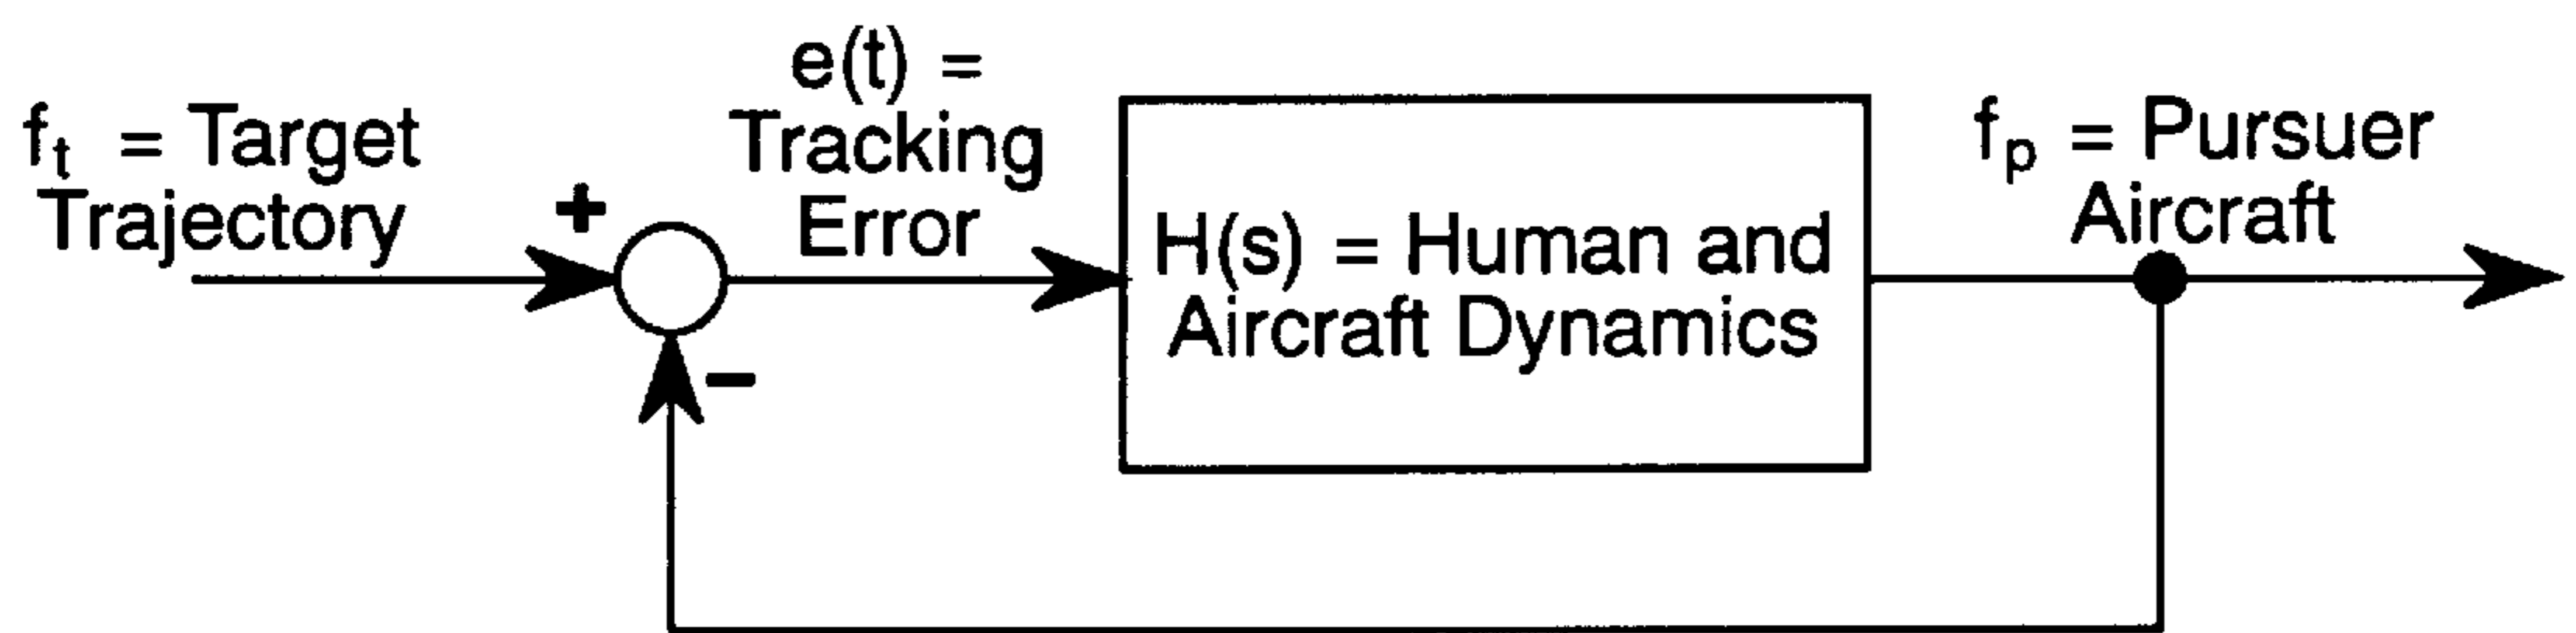 f_t = Target
Trajectory
+
e(t) =
Tracking
Error
H(s) = Human and
Aircraft Dynamics
f_p = Pursuer
Aircraft
−